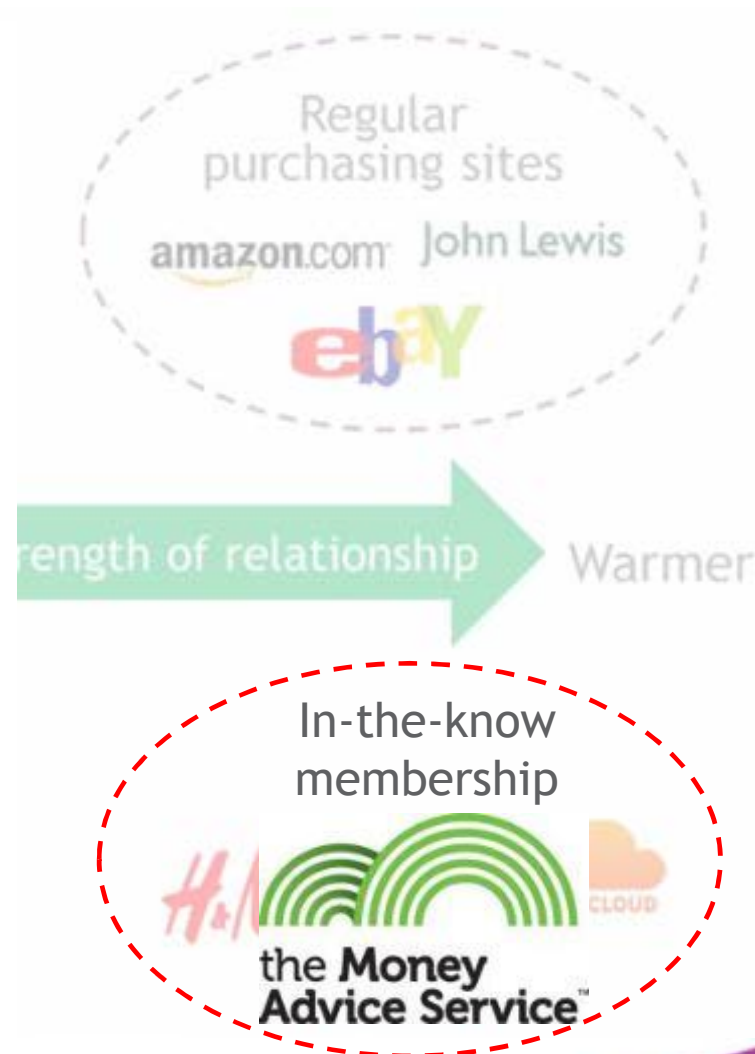 Regular
purchasing sites
amazon.com John Lewis
ebaY
rength of relationship
Warmer
In-the-know
membership
H&M
CLOUD
the Money
Advice Service™